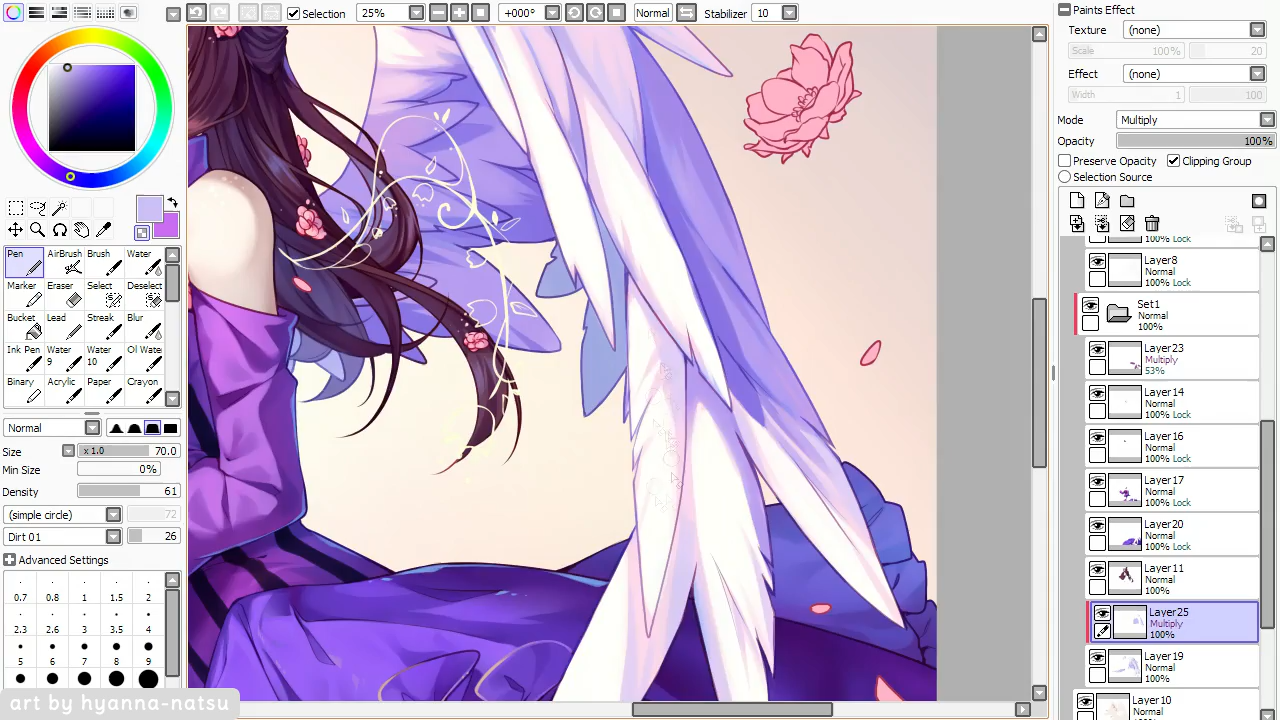 Selection 25% +000° Normal Stabilizer 10
Paints Effect
Texture (none)
Scale 100% 20
Effect (none)
Width 1 100
Mode Multiply
Opacity 100%
Preserve Opacity Clipping Group
Selection Source
100% Lock
Layer8
Normal
100% Lock
Set1
Normal
100%
Layer23
Multiply
53%
Layer14
Normal
100% Lock
Layer16
Normal
100% Lock
Layer17
Normal
100% Lock
Layer20
Normal
100% Lock
Layer11
Normal
100%
Layer25
Multiply
100%
Layer19
Normal
100% Lock
Layer10
Normal
Pen AirBrush Brush Water
Marker Eraser Select Deselect
Bucket Lead Streak Blur
Ink Pen Water 9 Water 10 Oil Water
Binary Acrylic Paper Crayon
Normal
Size x 1.0 70.0
Min Size 0%
Density 61
(simple circle) 72
Dirt 01 26
Advanced Settings
0.7 0.8 1 1.5 2
2.3 2.6 3 3.5 4
5 6 7 8 9
art by hyanna-natsu